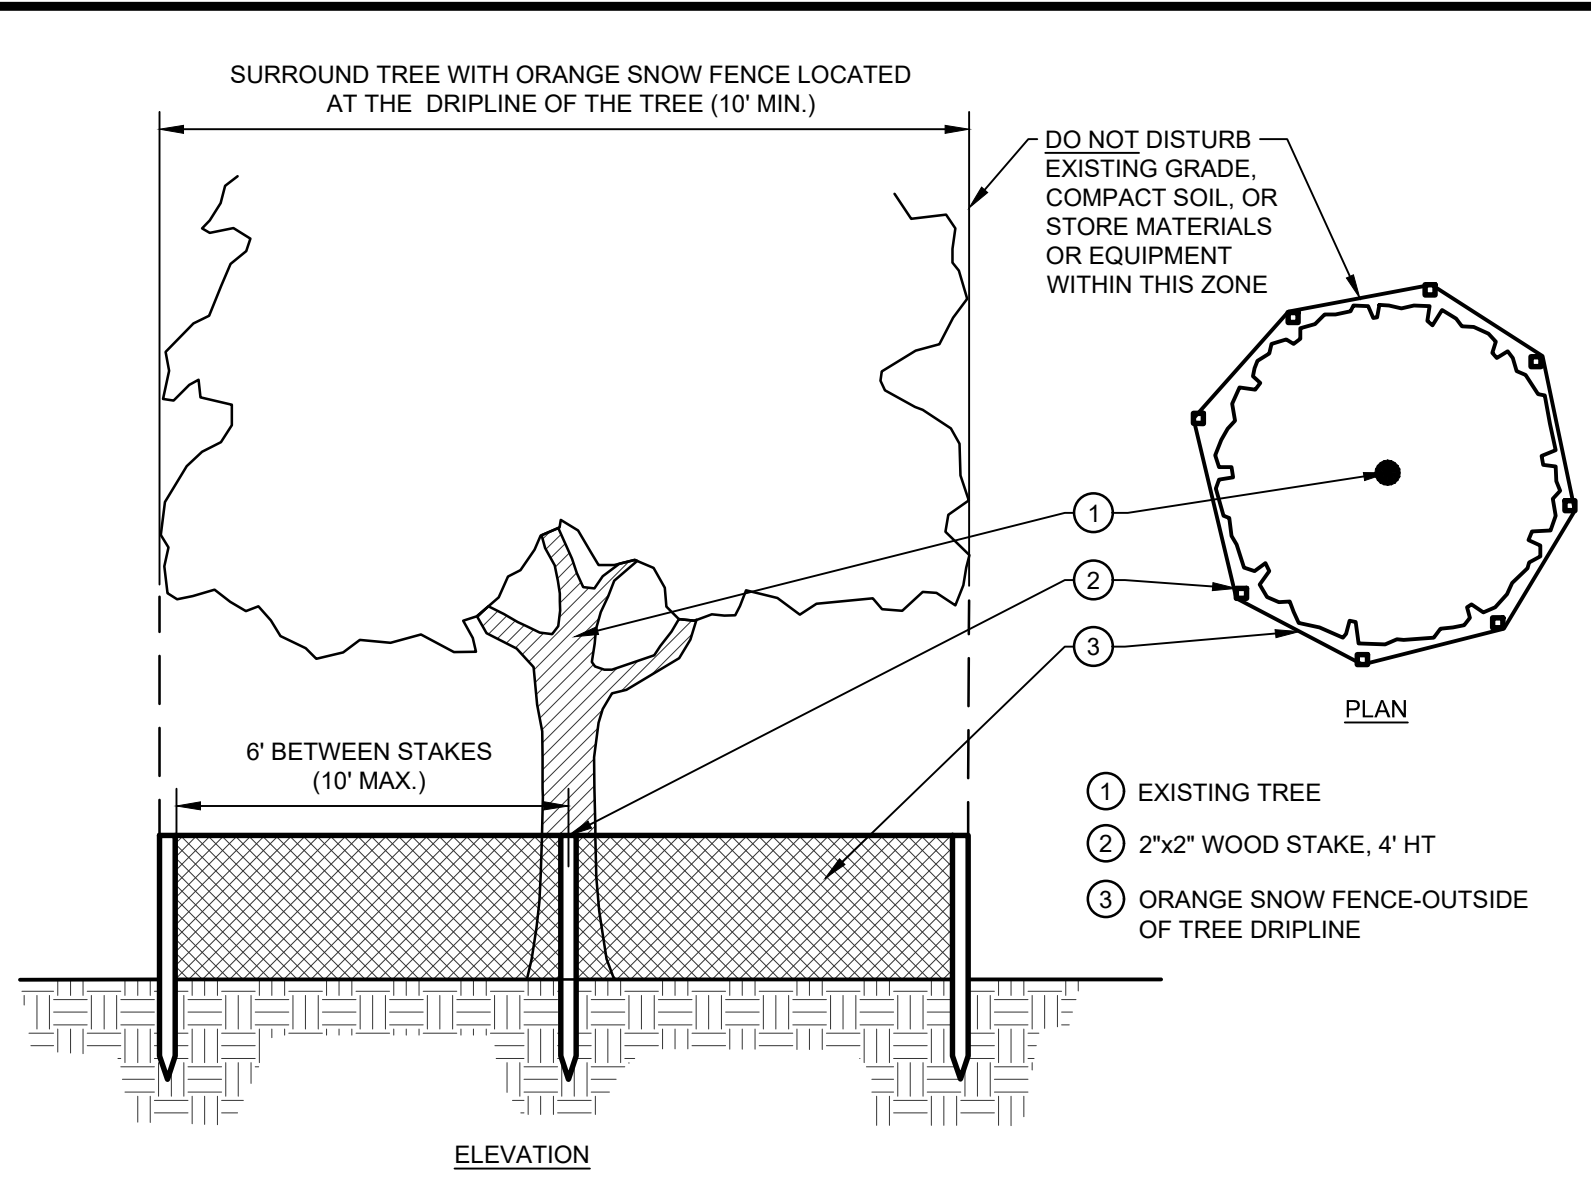 SURROUND TREE WITH ORANGE SNOW FENCE LOCATED
AT THE DRIPLINE OF THE TREE (10' MIN.)
DO NOT DISTURB
EXISTING GRADE,
COMPACT SOIL, OR
STORE MATERIALS
OR EQUIPMENT
WITHIN THIS ZONE
1
2
3
PLAN
6' BETWEEN STAKES
(10' MAX.)
1 EXISTING TREE
2 2"x2" WOOD STAKE, 4' HT
3 ORANGE SNOW FENCE-OUTSIDE
OF TREE DRIPLINE
ELEVATION